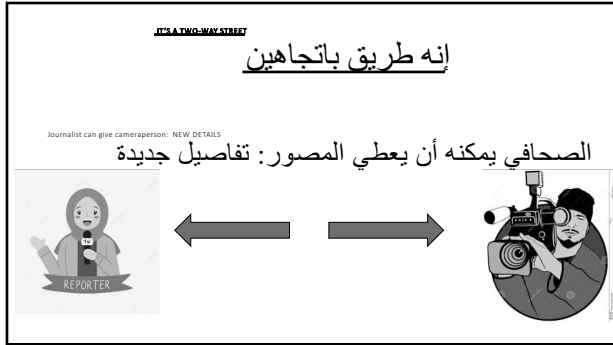 IT'S A TWO-WAY STREET
إنه طريق باتجاهين
Journalist can give cameraperson: NEW DETAILS
الصحافي يمكنه أن يعطي المصور: تفاصيل جديدة
TV
REPORTER